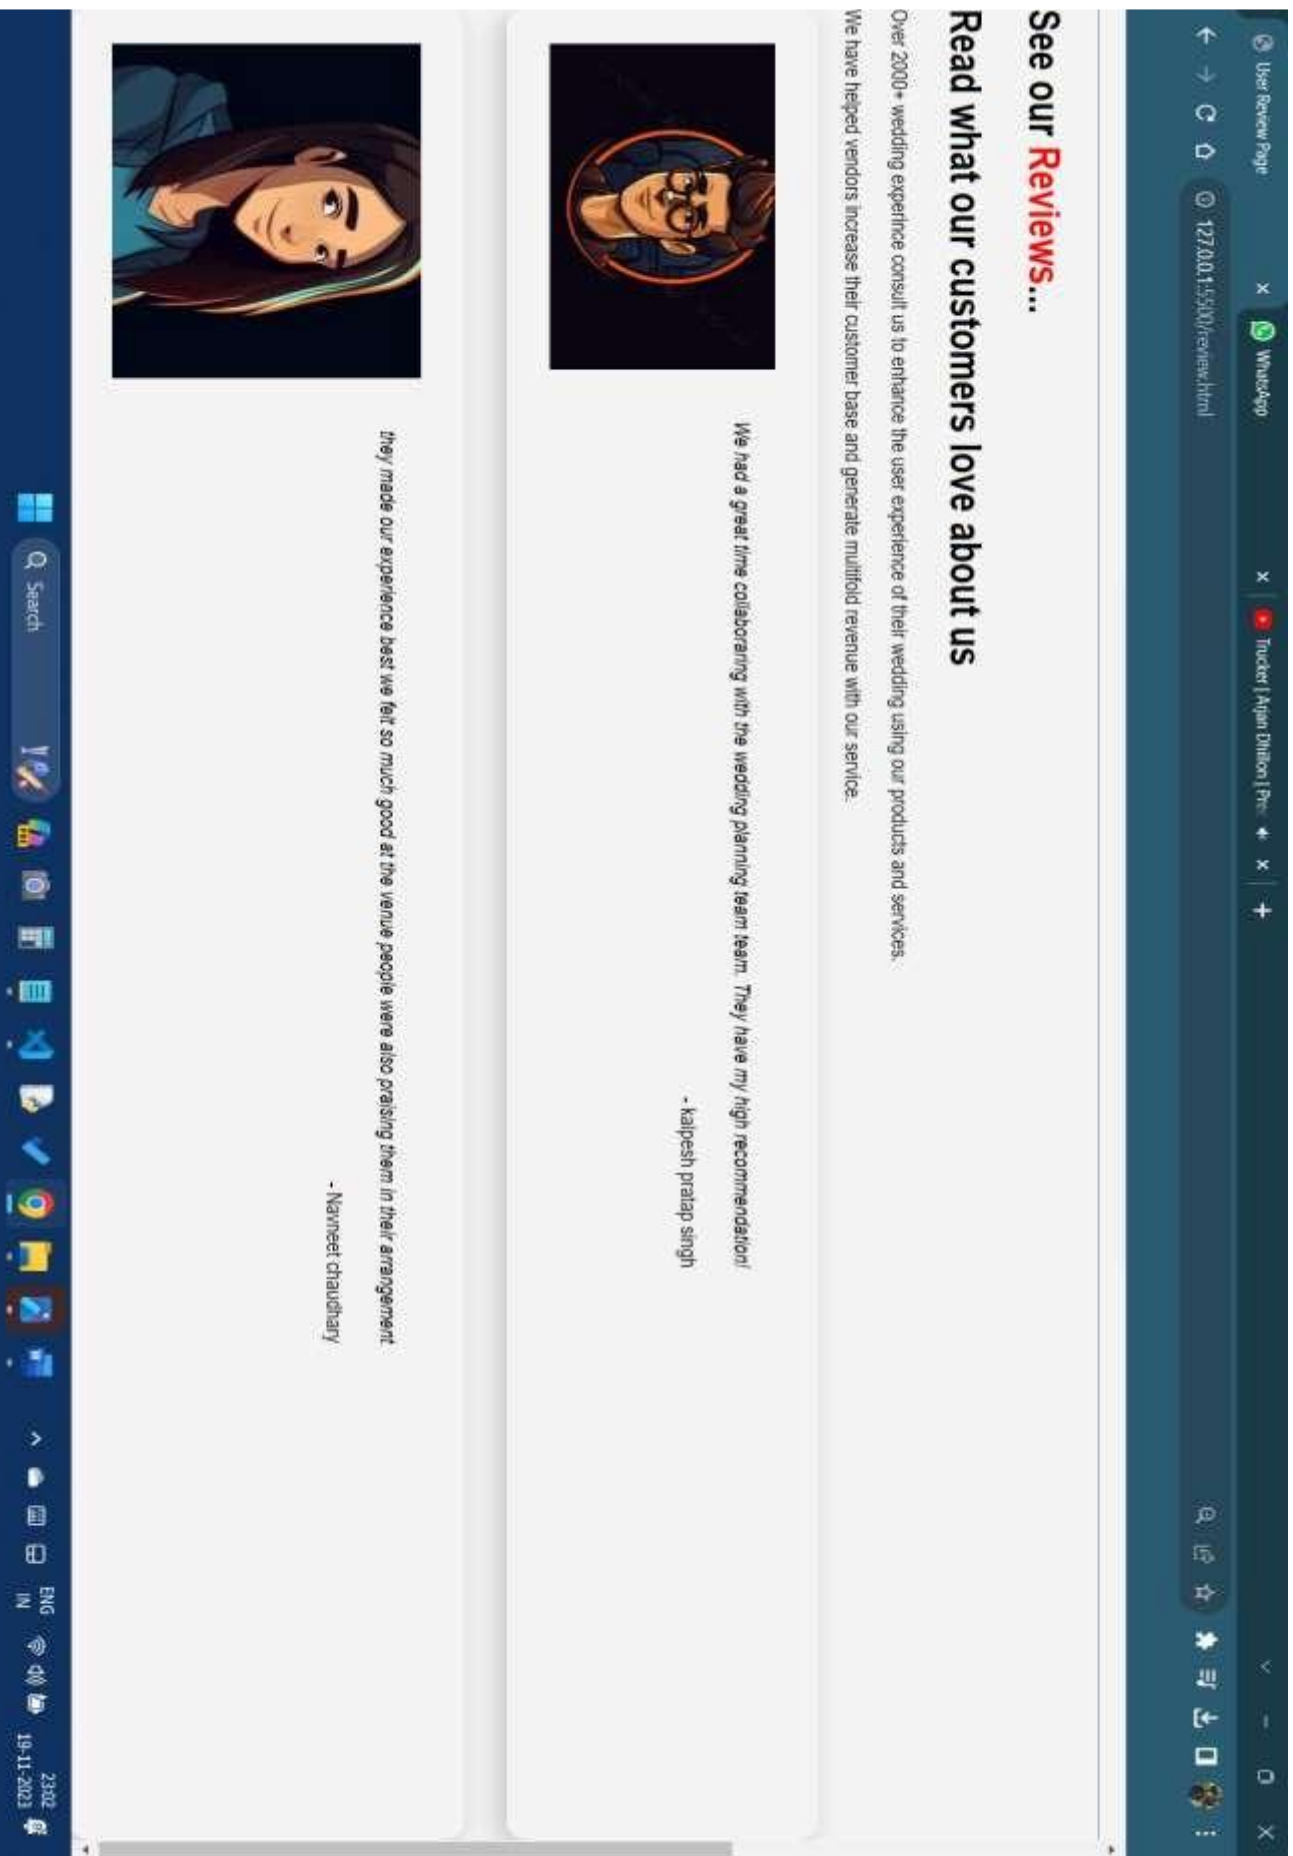 User Review Page
WhatsApp
Trucker | Arjan Dhillon | Pre
127.0.0.1:5500/review.html
See our Reviews...
Read what our customers love about us
Over 2000+ wedding experince consult us to enhance the user experience of their wedding using our products and services.
We have helped vendors increase their customer base and generate multifold revenue with our service.
We had a great time collaboraring with the wedding planning team team. They have my high recommendation!
- kalpesh pratap singh
they made our experience best we felt so much good at the venue people were also praising them in their arrangement.
- Navneet chaudhary
Search
ENG
IN
23:02
19-11-2023